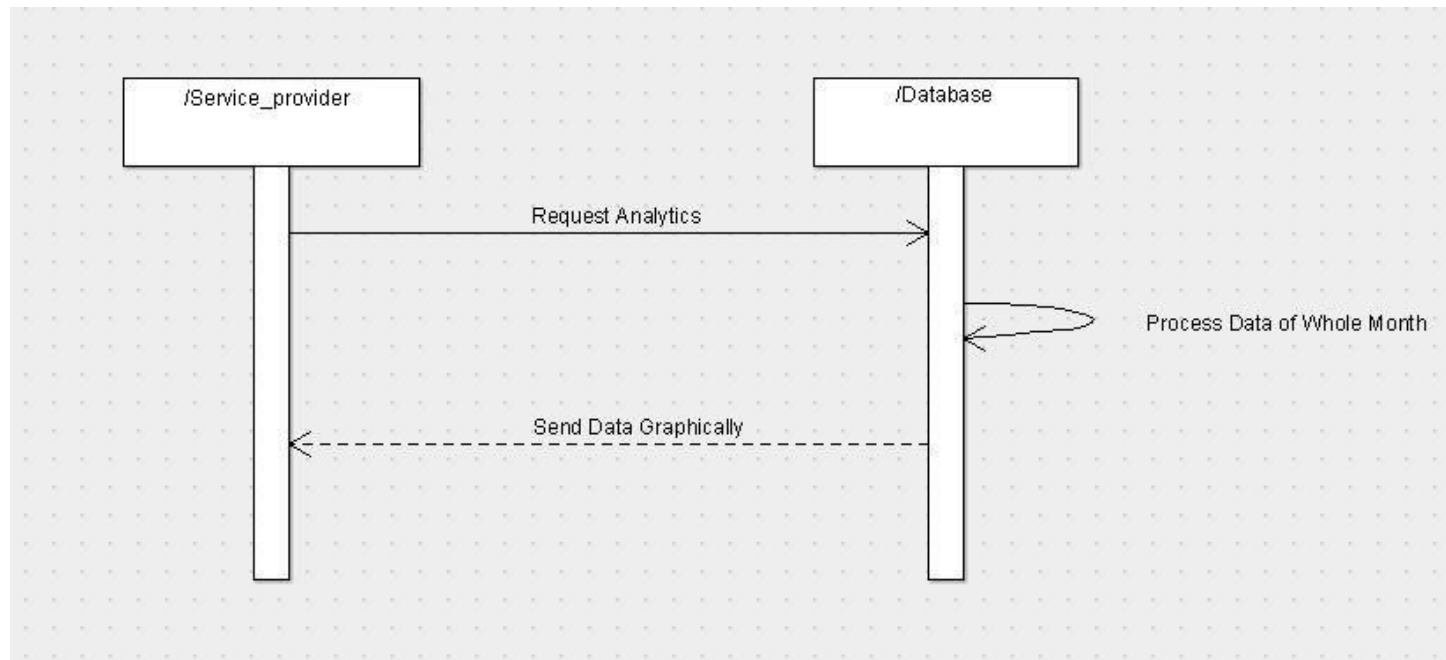 /Service_provider
/Database
Request Analytics
Process Data of Whole Month
Send Data Graphically